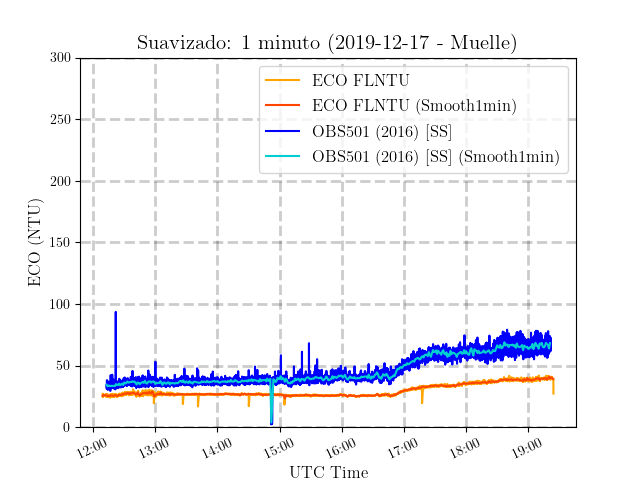 Suavizado: 1 minuto (2019-12-17 - Muelle)
ECO FLNTU
ECO FLNTU (Smooth1min)
OBS501 (2016) [SS]
OBS501 (2016) [SS] (Smooth1min)
ECO (NTU)
300
250
200
150
100
50
0
12:00 13:00 14:00 15:00 16:00 17:00 18:00 19:00
UTC Time